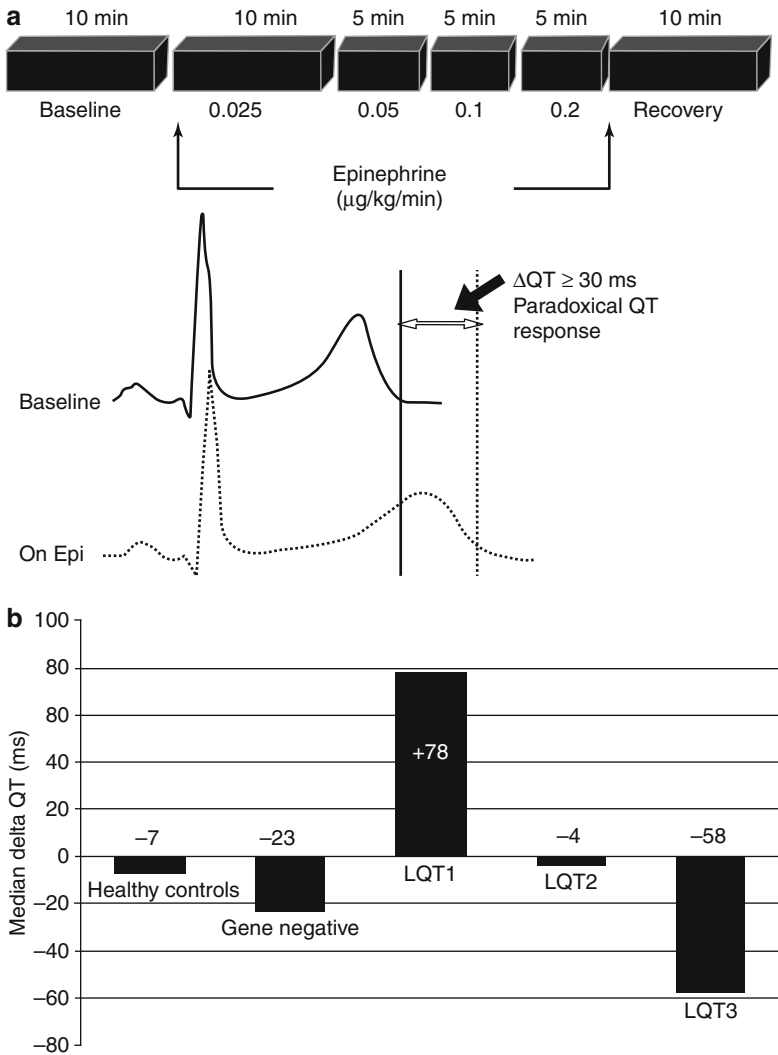 a
10 min 10 min 5 min 5 min 5 min 10 min
Baseline 0.025 0.05 0.1 0.2 Recovery
Epinephrine
(μg/kg/min)
ΔQT ≥ 30 ms
Paradoxical QT
response
Baseline
On Epi
b
Median delta QT (ms)
100
80
80
40
20
0
−20
−40
−60
−80
−7 −23 +78 −4 −58
Healthy controls
Gene negative
LQT1
LQT2
LQT3